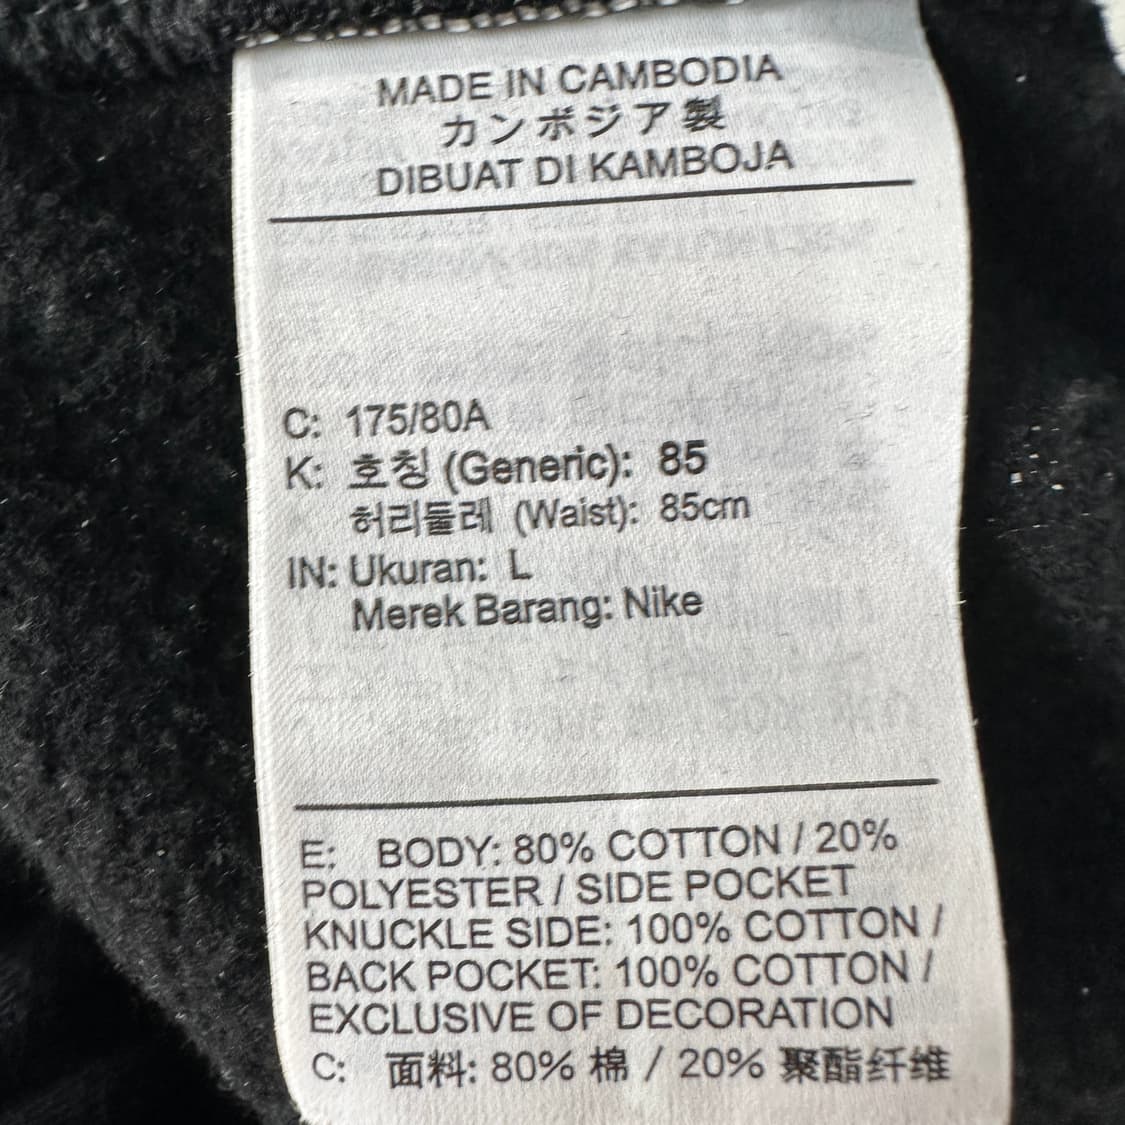 MADE IN CAMBODIA
カンボジア製
DIBUAT DI KAMBOJA
C: 175/80A
K: 호칭 (Generic): 85
허리둘레 (Waist): 85cm
IN: Ukuran: L
Merek Barang: Nike
E: BODY: 80% COTTON / 20%
POLYESTER / SIDE POCKET
KNUCKLE SIDE: 100% COTTON /
BACK POCKET: 100% COTTON /
EXCLUSIVE OF DECORATION
C: 面料: 80% 棉 / 20% 聚酯纤维